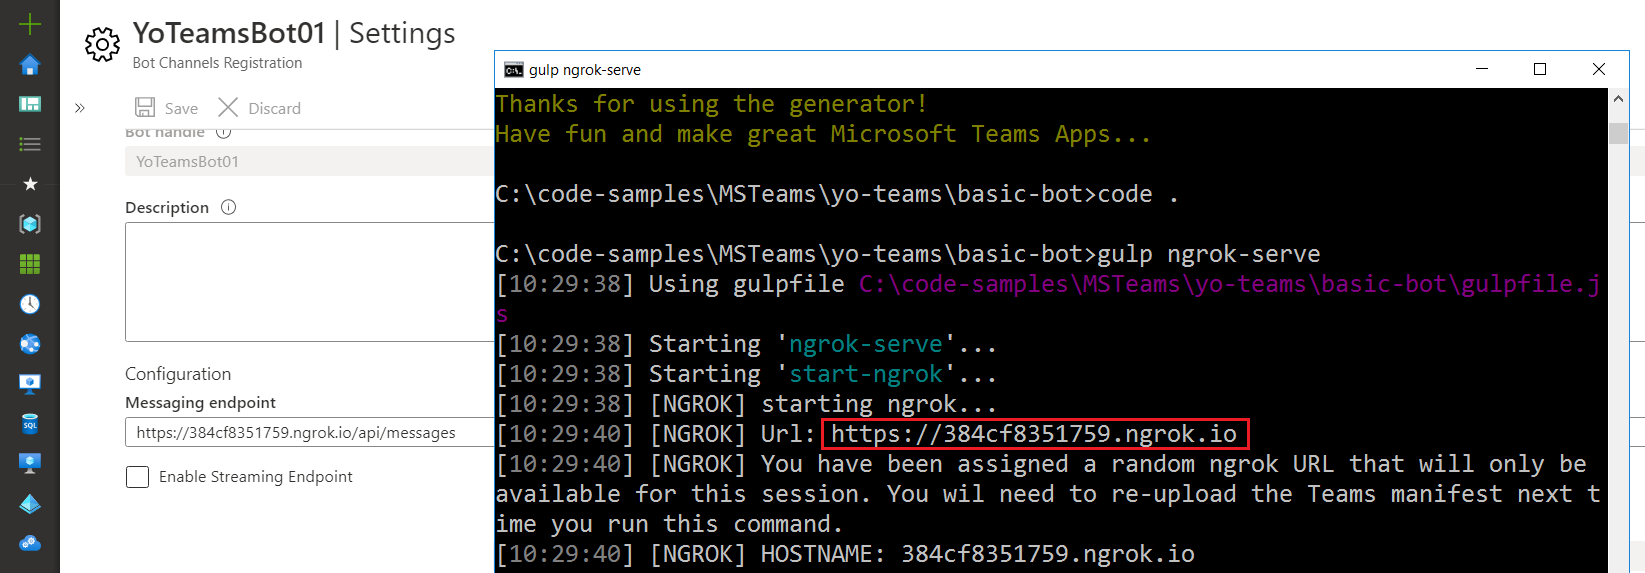 YoTeamsBot01 | Settings
Bot Channels Registration
Save
Discard
Bot handle
YoTeamsBot01
Description
Configuration
Messaging endpoint
https://384cf8351759.ngrok.io/api/messages
Enable Streaming Endpoint
gulp ngrok-serve
Thanks for using the generator!
Have fun and make great Microsoft Teams Apps...
C:\code-samples\MSTeams\yo-teams\basic-bot>code .
C:\code-samples\MSTeams\yo-teams\basic-bot>gulp ngrok-serve
[10:29:38] Using gulpfile C:\code-samples\MSTeams\yo-teams\basic-bot\gulpfile.j
s
[10:29:38] Starting 'ngrok-serve'...
[10:29:38] Starting 'start-ngrok'...
[10:29:38] [NGROK] starting ngrok...
[10:29:40] [NGROK] Url: https://384cf8351759.ngrok.io
[10:29:40] [NGROK] You have been assigned a random ngrok URL that will only be
available for this session. You wil need to re-upload the Teams manifest next t
ime you run this command.
[10:29:40] [NGROK] HOSTNAME: 384cf8351759.ngrok.io